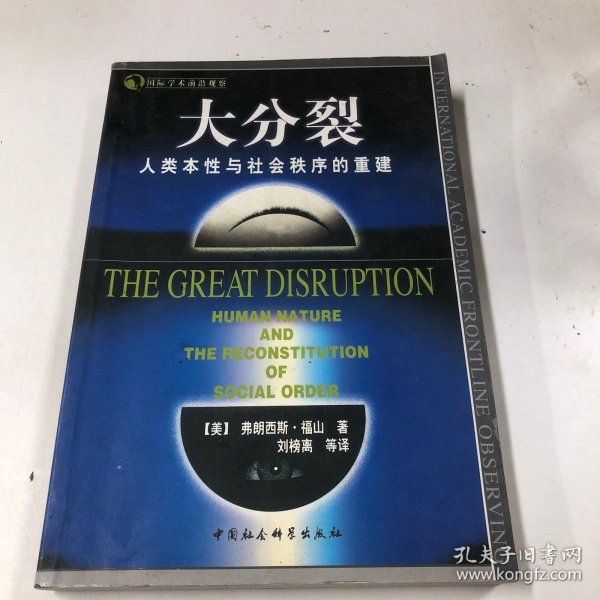 国际学术前沿观察
大分裂
人类本性与社会秩序的重建
THE GREAT DISRUPTION
HUMAN NATURE
AND
THE RECONSTITUTION
OF
SOCIAL ORDER
【美】 弗朗西斯·福山 著
刘榜离 等译
中国社会科学出版社
INTERNATIONAL ACADEMIC FRONTLINE OBSERVING
孔夫子旧书网
www.kongfz.com